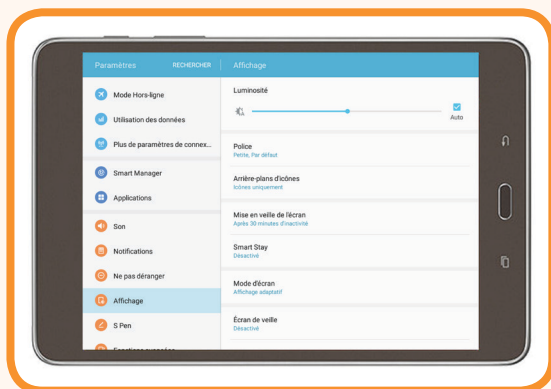 Paramètres
RECHERCHER
Mode Hors-ligne
Utilisation des données
Plus de paramètres de connex...
Smart Manager
Applications
Son
Notifications
Ne pas déranger
Affichage
S Pen
Fonctions avancées
Affichage
Luminosité
Auto
Police
Petite, Par défaut
Arrière-plans d'icônes
Icônes uniquement
Mise en veille de l'écran
Après 30 minutes d'inactivité
Smart Stay
Désactivé
Mode d'écran
Affichage adaptatif
Écran de veille
Désactivé